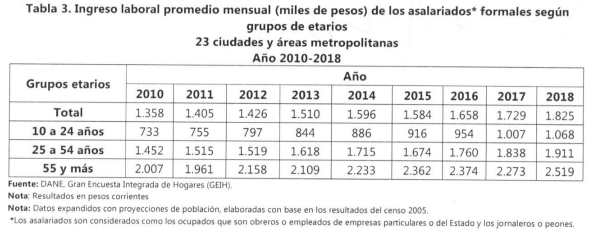 Tabla 3. Ingreso laboral promedio mensual (miles de pesos) de los asalariados* formales según
grupos de etarios
23 ciudades y áreas metropolitanas
Año 2010-2018
Grupos etarios Año
2010 2011 2012 2013 2014 2015 2016 2017 2018
Total 1.358 1.405 1.426 1.510 1.596 1.584 1.658 1.729 1.825
10 a 24 años 733 755 797 844 886 916 954 1.007 1.068
25 a 54 años 1.452 1.515 1.519 1.618 1.715 1.674 1.760 1.838 1.911
55 y más 2.007 1.961 2.158 2.109 2.233 2.362 2.374 2.273 2.519
Fuente: DANE, Gran Encuesta Integrada de Hogares (GEIH).
Nota: Resultados en pesos corrientes
Nota: Datos expandidos con proyecciones de población, elaboradas con base en los resultados del censo 2005.
*Los asalariados son considerados como los ocupados que son obreros o empleados de empresas particulares o del Estado y los jornaleros o peones.